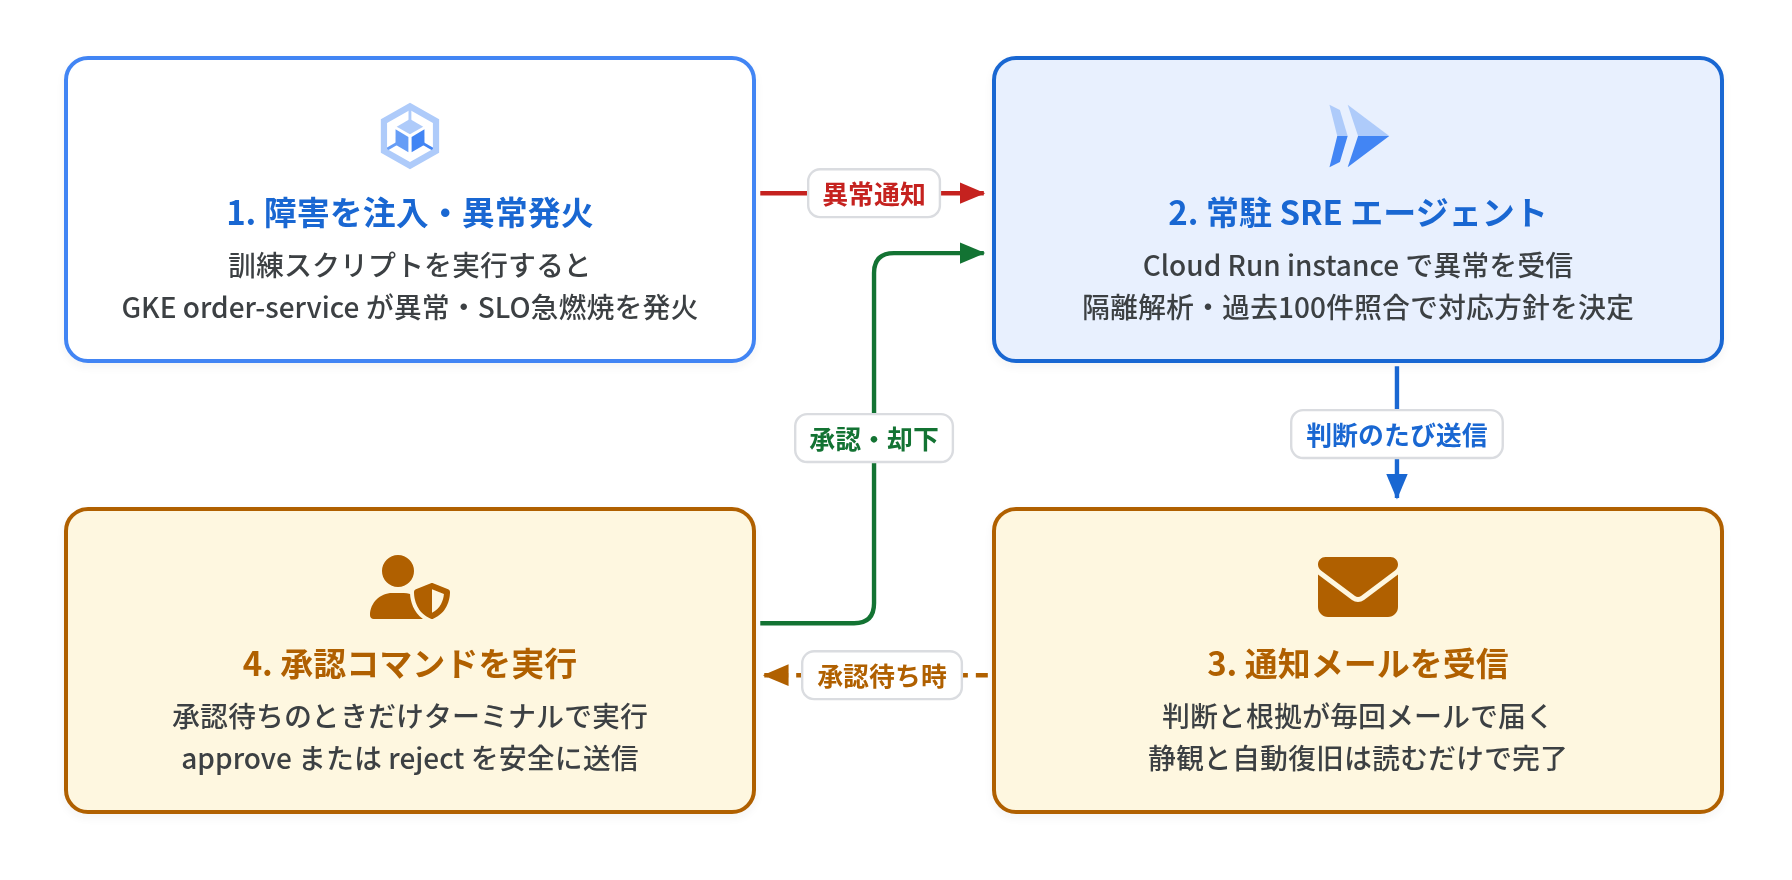 1. 障害を注入・異常発火
訓練スクリプトを実行すると
GKE order-service が異常・SLO急燃焼を発火
異常通知
2. 常駐 SRE エージェント
Cloud Run instance で異常を受信
隔離解析・過去100件照合で対応方針を決定
承認・却下
判断のたび送信
4. 承認コマンドを実行
承認待ちのときだけターミナルで実行
approve または reject を安全に送信
承認待ち時
3. 通知メールを受信
判断と根拠が毎回メールで届く
静観と自動復旧は読むだけで完了